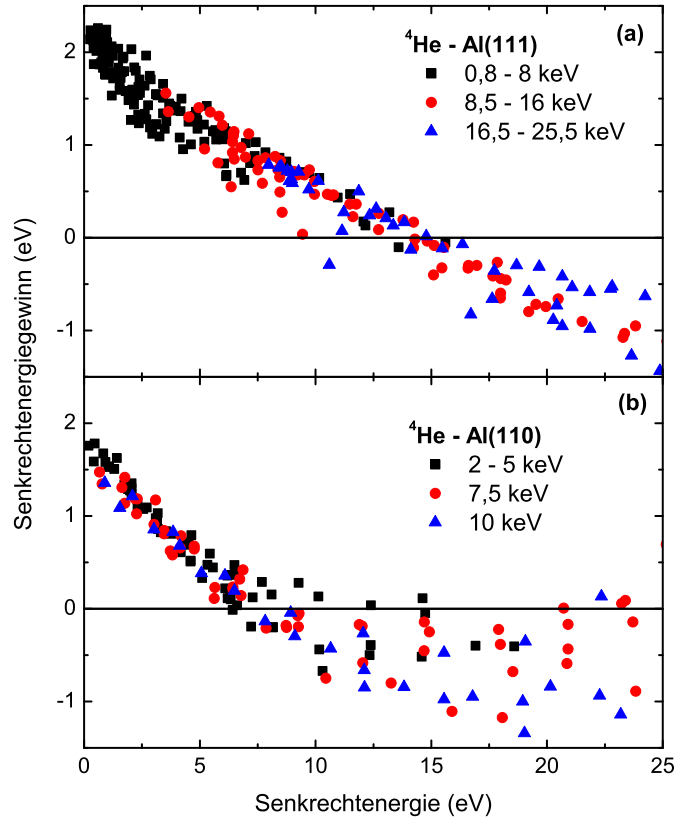 (a)
⁴He - Al(111)
0,8 - 8 keV
8,5 - 16 keV
16,5 - 25,5 keV
2
1
0
-1
(b)
⁴He - Al(110)
2 - 5 keV
7,5 keV
10 keV
2
1
0
-1
0 5 10 15 20 25
Senkrechtenergie (eV)
Senkrechtenergiegewinn (eV)